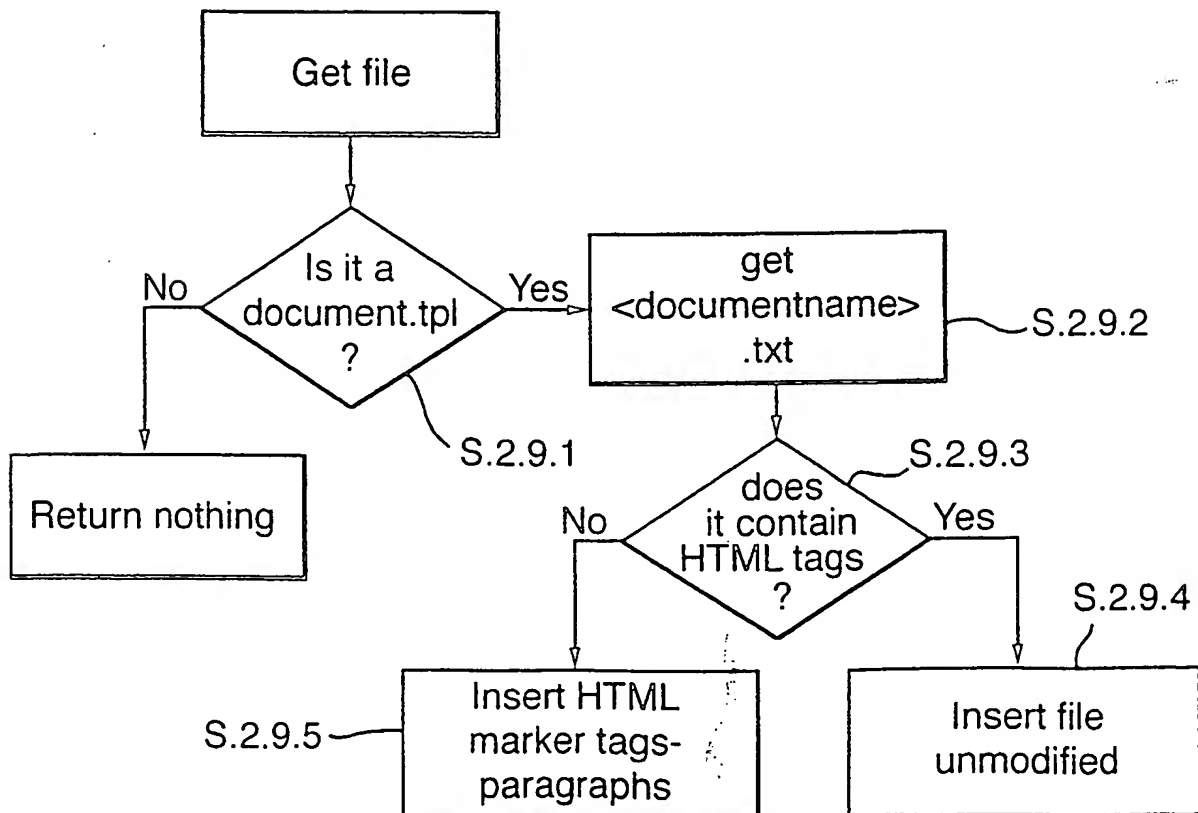 Get file
Is it a
document.tpl
?
No
Yes
get
<documentname>
.txt
S.2.9.2
S.2.9.1
Return nothing
does
it contain
HTML tags
?
S.2.9.3
No
Yes
S.2.9.4
Insert HTML
marker tags-
paragraphs
S.2.9.5
Insert file
unmodified